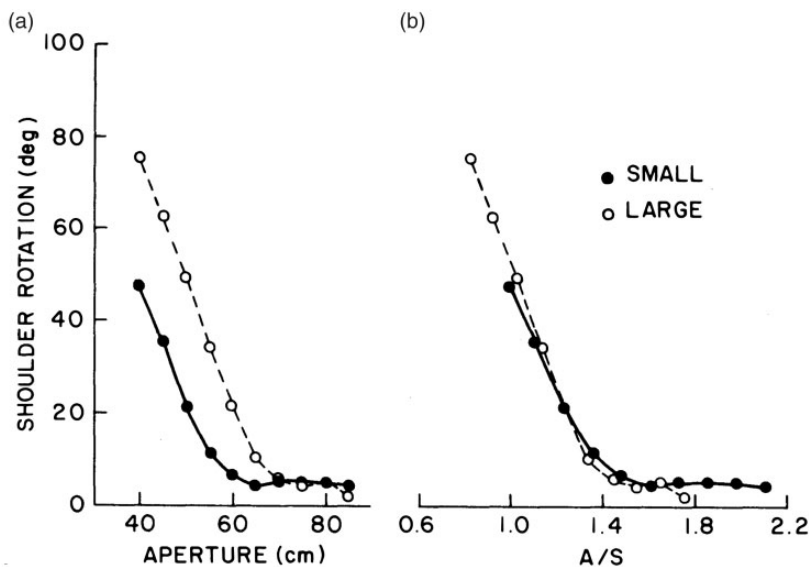 (a)
(b)
SHOULDER ROTATION (deg)
100
80
60
40
20
0
40 60 80
APERTURE (cm)
● SMALL
○ LARGE
0.6 1.0 1.4 1.8 2.2
A/S